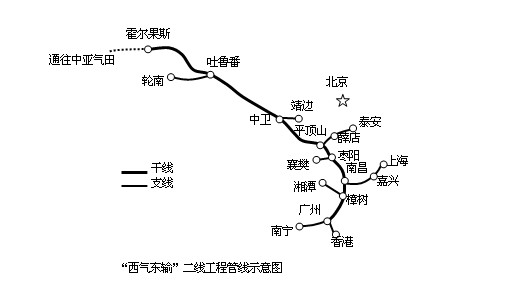 霍尔果斯
通往中亚气田
吐鲁番
轮南
北京
靖边
中卫
泰安
平顶山
薛店
枣阳
襄樊
南昌
上海
干线
支线
湘潭
嘉兴
樟树
广州
南宁
香港
“西气东输”二线工程管线示意图